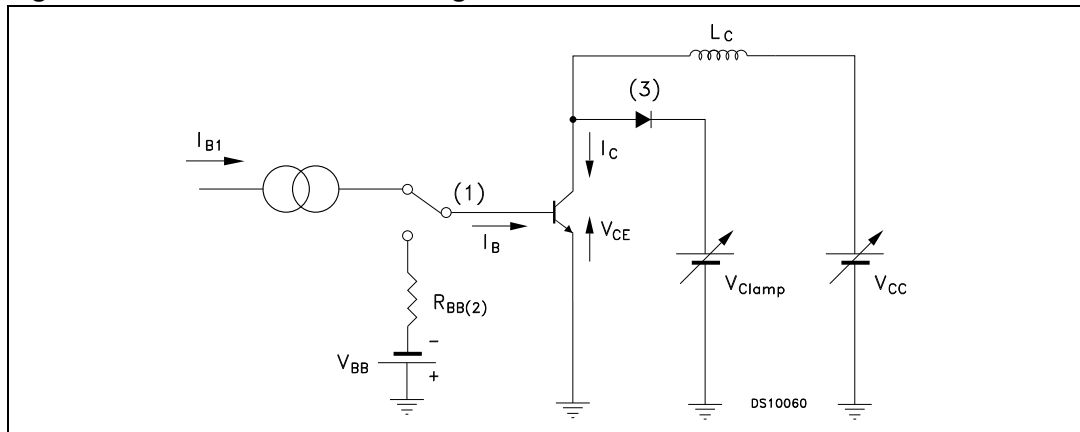 L_C
(3)
I_B1
I_C
(1)
I_B
V_CE
V_Clamp
V_CC
R_BB(2)
V_BB
-
+
DS10060